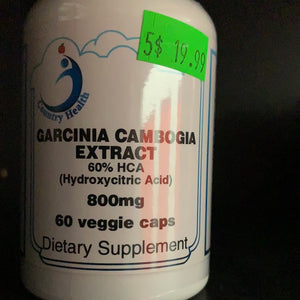 5$ 19.99
Country Health
GARCINIA CAMBOGIA
EXTRACT
60% HCA
(Hydroxycitric Acid)
800mg
60 veggie caps
Dietary Supplement